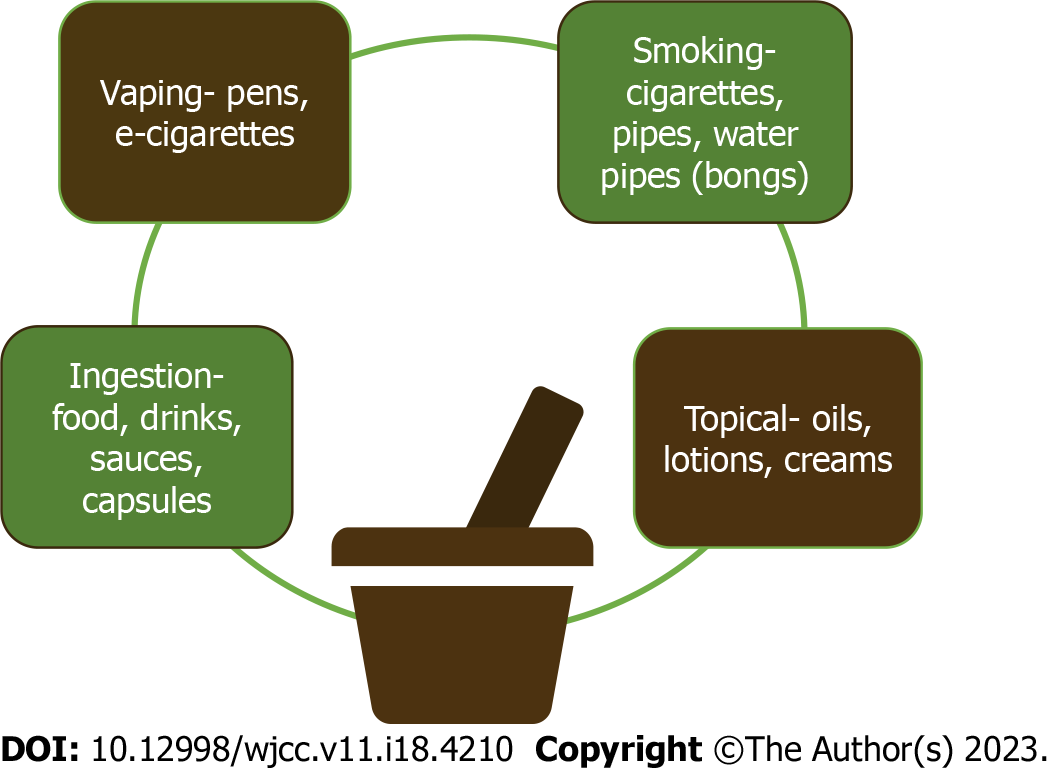 Vaping- pens,
e-cigarettes
Smoking-
cigarettes,
pipes, water
pipes (bongs)
Ingestion-
food, drinks,
sauces,
capsules
Topical- oils,
lotions, creams
DOI: 10.12998/wjcc.v11.i18.4210 Copyright ©The Author(s) 2023.